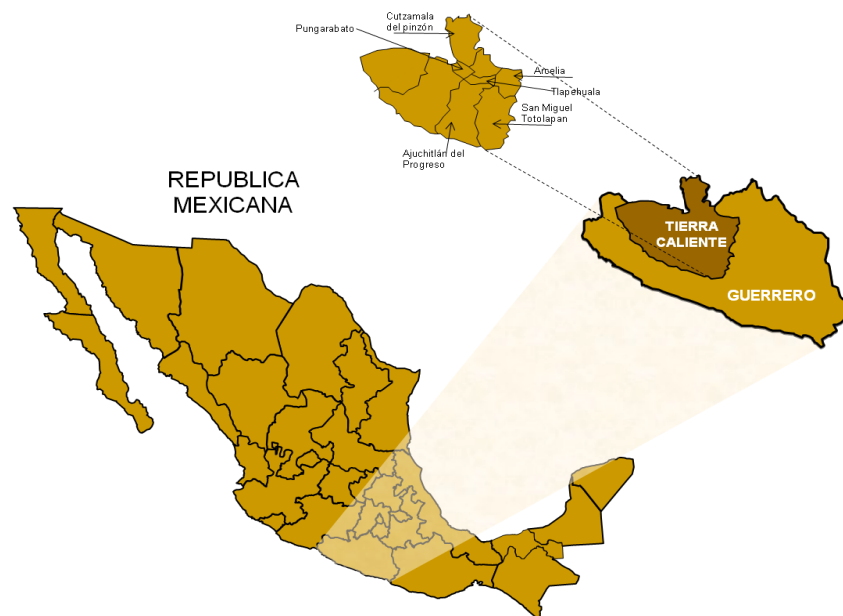 Cutzamala
del pinzón
Pungarabato
Arcelia
Tlapehuala
San Miguel
Totolapan
Ajuchitlán del
Progreso
REPUBLICA
MEXICANA
TIERRA
CALIENTE
GUERRERO